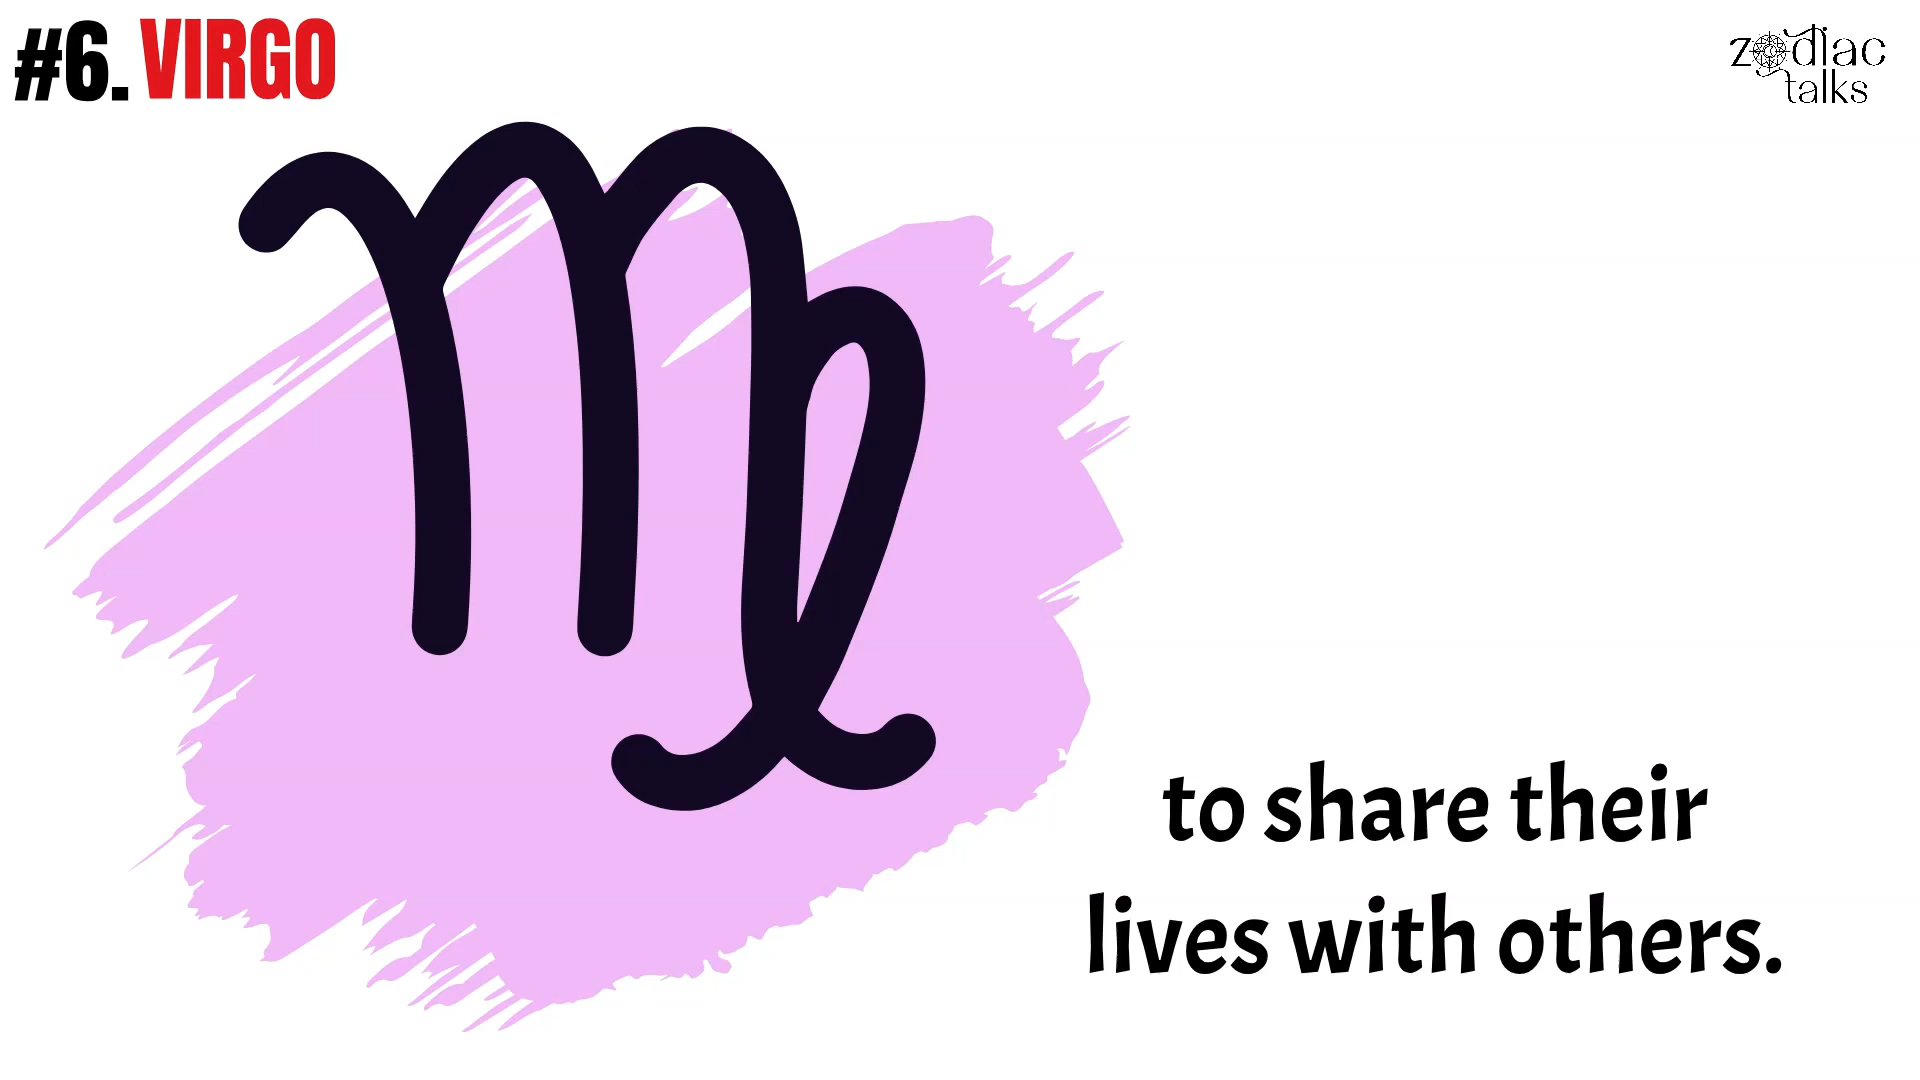 #6. VIRGO
zodiac
talks
to share their
lives with others.